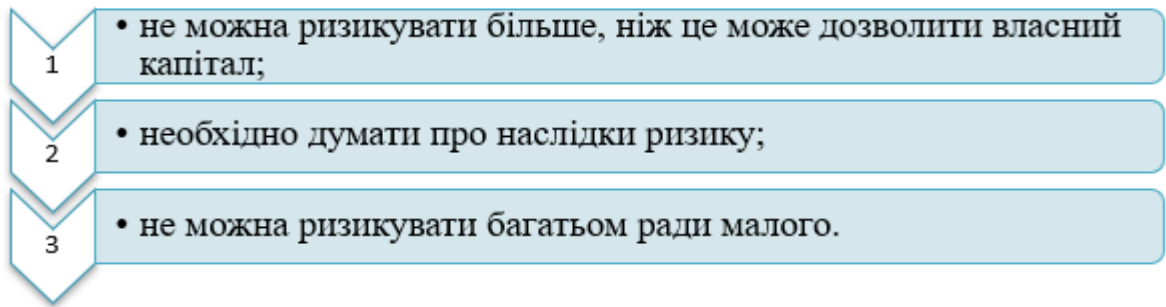 1
• не можна ризикувати більше, ніж це може дозволити власний
капітал;
2
• необхідно думати про наслідки ризику;
3
• не можна ризикувати багатьом ради малого.